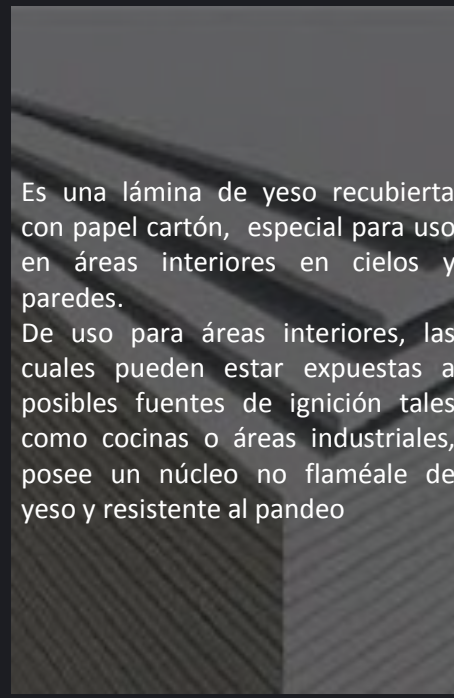 Es una lámina de yeso recubierta
con papel cartón, especial para uso
en áreas interiores en cielos y
paredes.
De uso para áreas interiores, las
cuales pueden estar expuestas a
posibles fuentes de ignición tales
como cocinas o áreas industriales,
posee un núcleo no flaméale de
yeso y resistente al pandeo